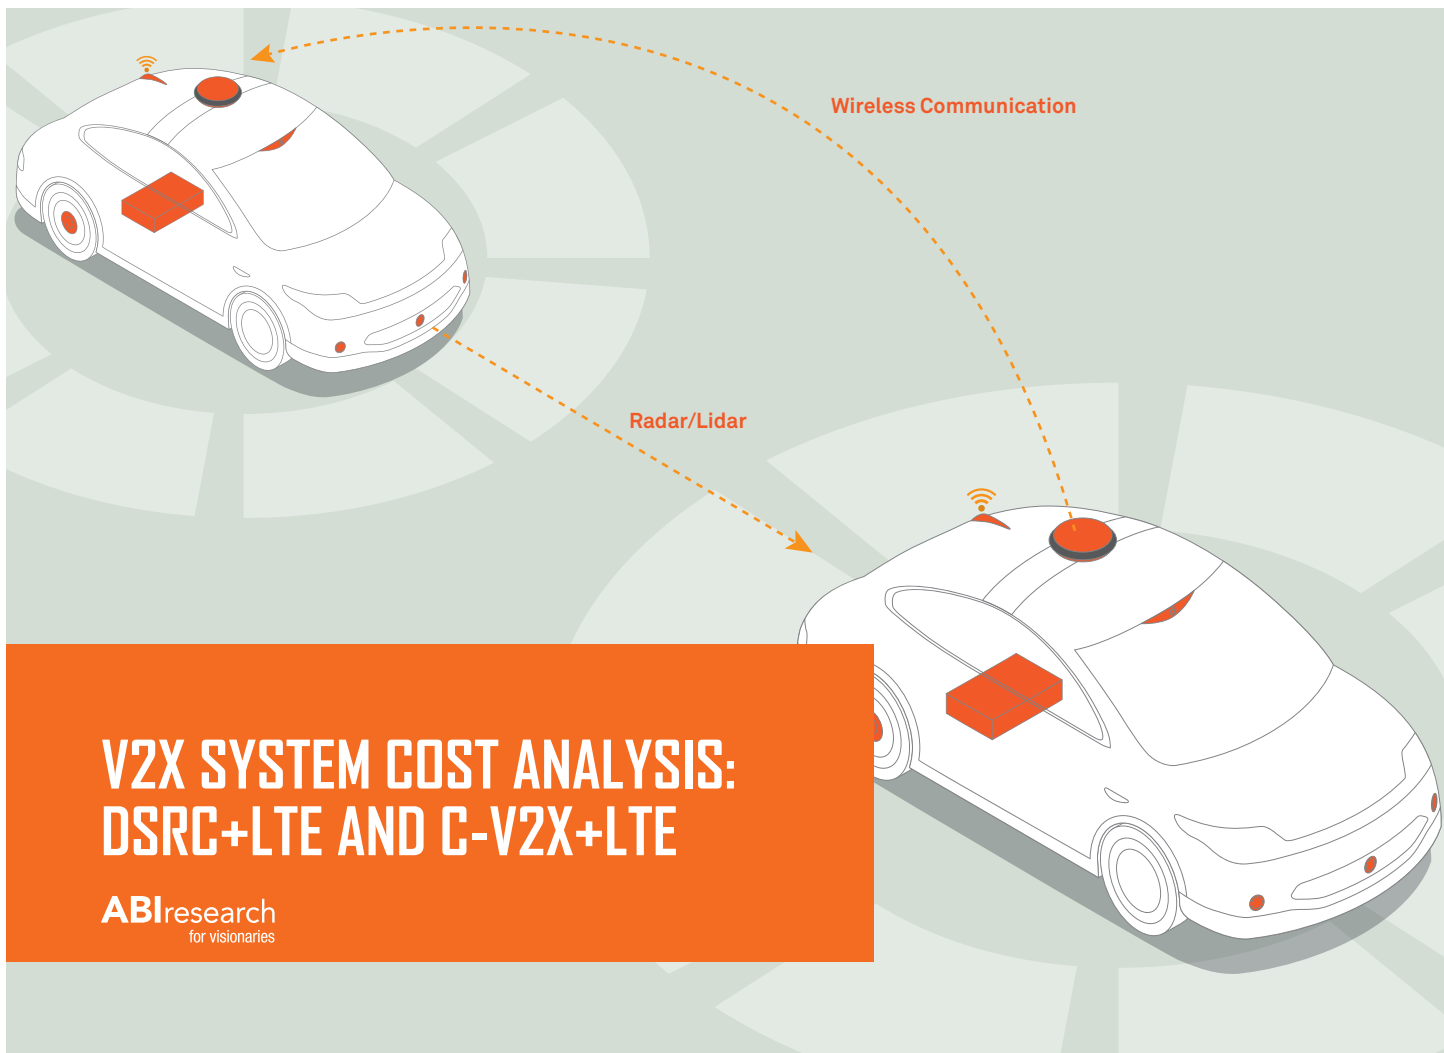 Wireless Communication
Radar/Lidar
V2X SYSTEM COST ANALYSIS:
DSRC+LTE AND C-V2X+LTE
ABIresearch
for visionaries